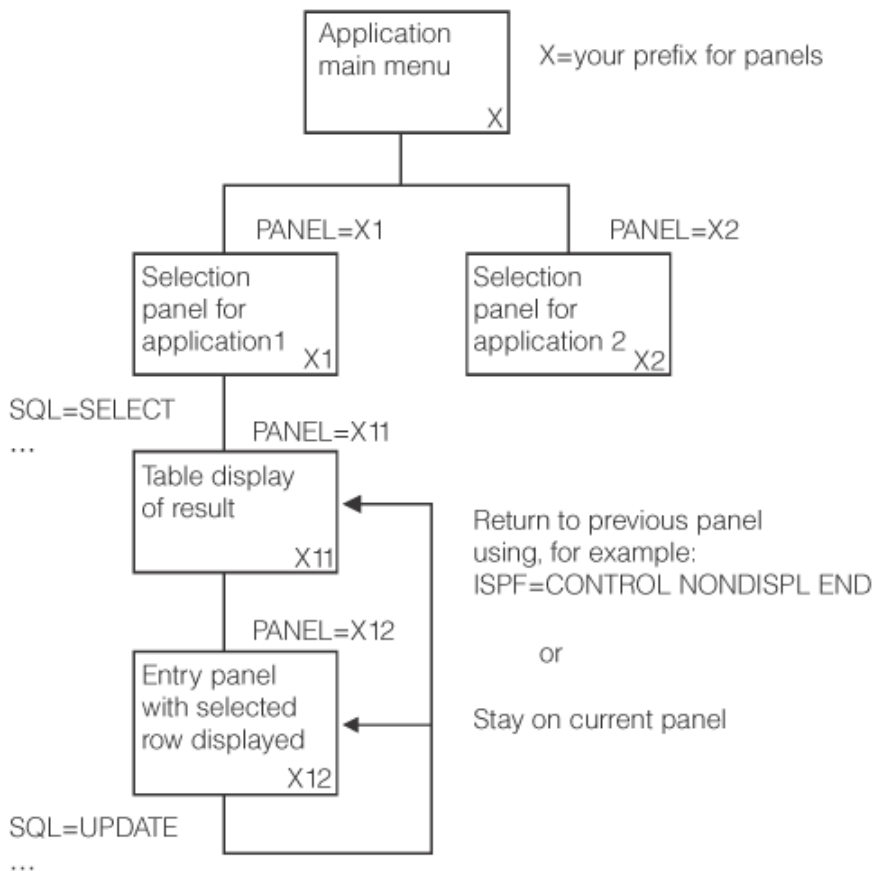 Application
main menu
X
X=your prefix for panels
PANEL=X1
PANEL=X2
Selection
panel for
application1
X1
Selection
panel for
application 2
X2
SQL=SELECT
...
PANEL=X11
Table display
of result
X11
Return to previous panel
using, for example:
ISPF=CONTROL NONDISPL END
or
Stay on current panel
PANEL=X12
Entry panel
with selected
row displayed
X12
SQL=UPDATE
...